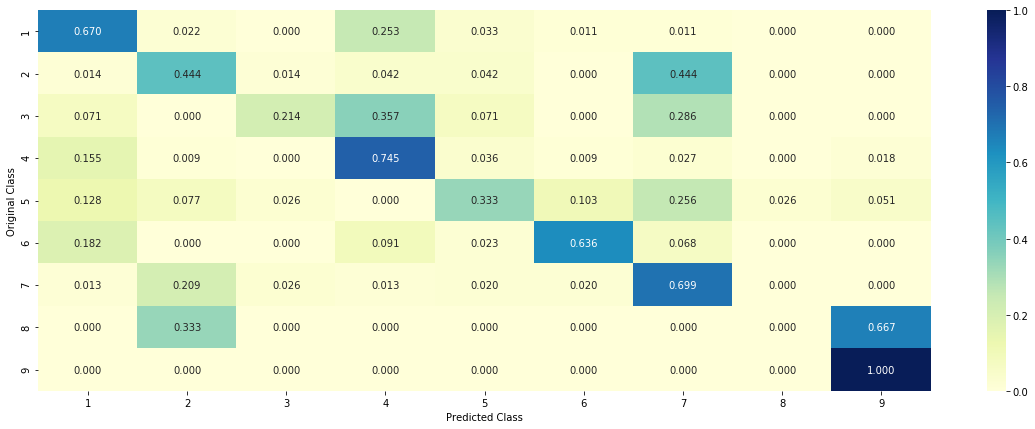 1 0.670 0.022 0.000 0.253 0.033 0.011 0.011 0.000 0.000
2 0.014 0.444 0.014 0.042 0.042 0.000 0.444 0.000 0.000
3 0.071 0.000 0.214 0.357 0.071 0.000 0.286 0.000 0.000
4 0.155 0.009 0.000 0.745 0.036 0.009 0.027 0.000 0.018
5 0.128 0.077 0.026 0.000 0.333 0.103 0.256 0.026 0.051
6 0.182 0.000 0.000 0.091 0.023 0.636 0.068 0.000 0.000
7 0.013 0.209 0.026 0.013 0.020 0.020 0.699 0.000 0.000
8 0.000 0.333 0.000 0.000 0.000 0.000 0.000 0.000 0.667
9 0.000 0.000 0.000 0.000 0.000 0.000 0.000 0.000 1.000
1 2 3 4 5 6 7 8 9
Predicted Class
Original Class
1.0
0.8
0.6
0.4
0.2
0.0